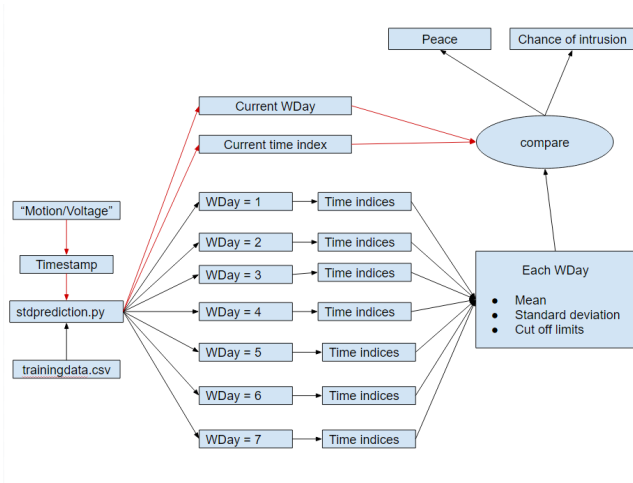 Peace
Chance of intrusion
Current WDay
Current time index
compare
“Motion/Voltage”
Timestamp
stdprediction.py
trainingdata.csv
WDay = 1
Time indices
WDay = 2
Time indices
WDay = 3
Time indices
WDay = 4
Time indices
WDay = 5
Time indices
WDay = 6
Time indices
WDay = 7
Time indices
Each WDay
● Mean
● Standard deviation
● Cut off limits